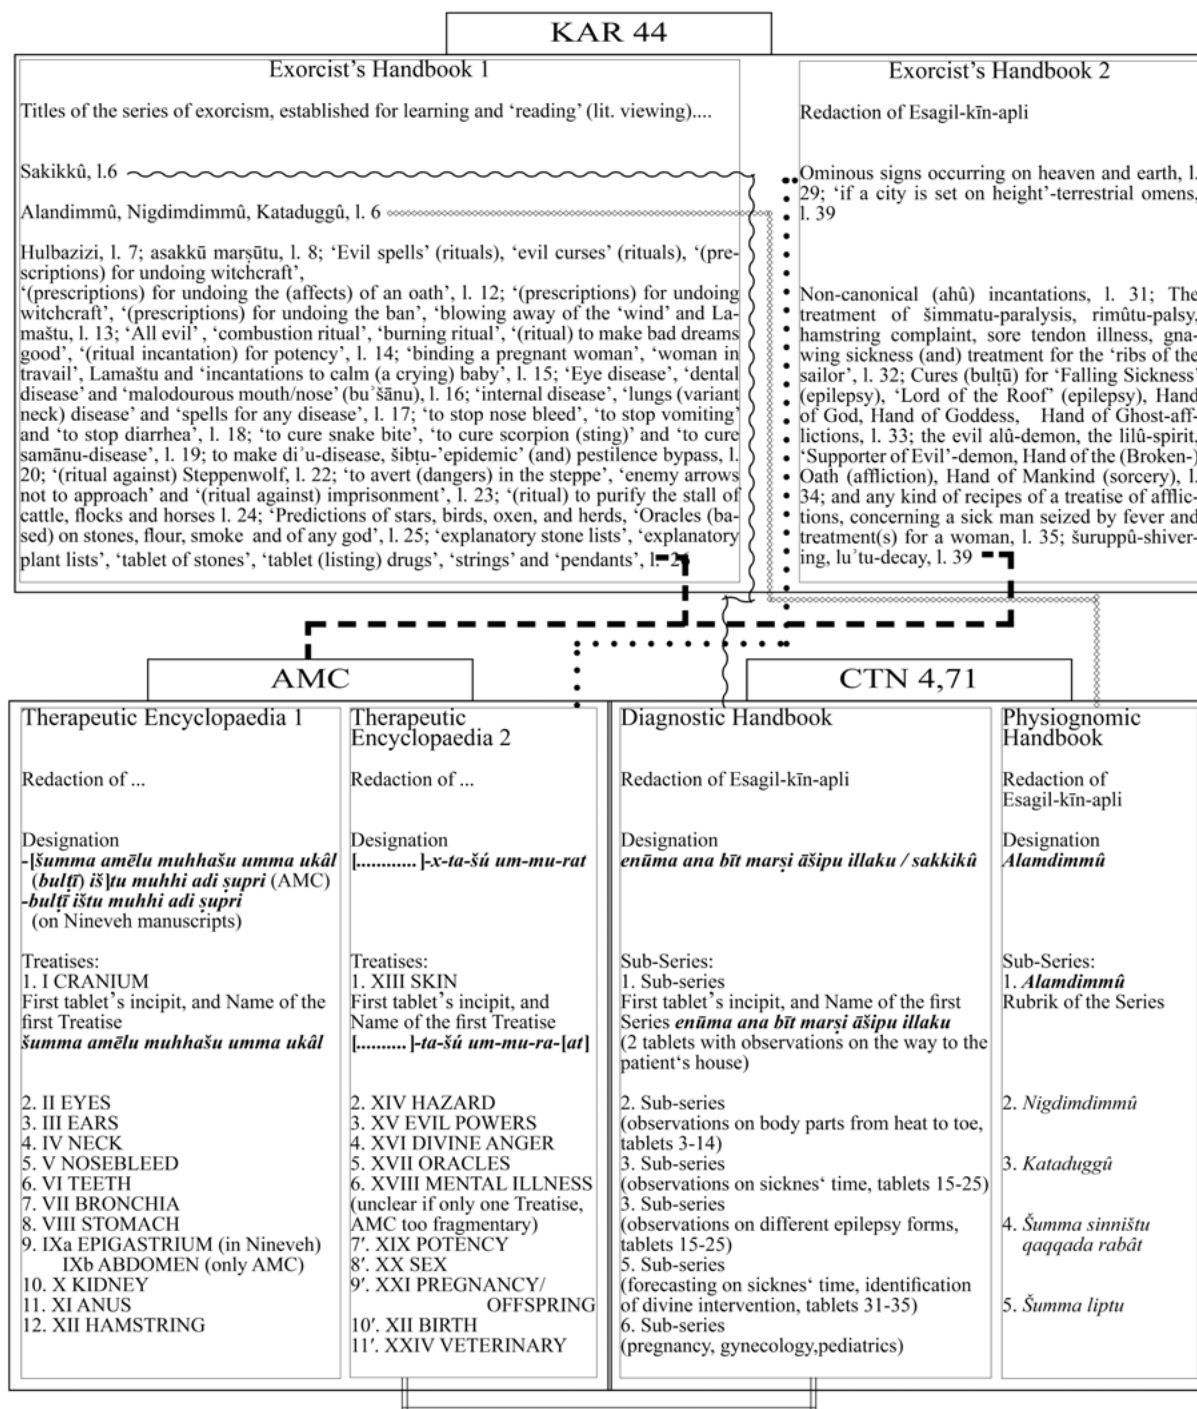 KAR 44
Exorcist's Handbook 1
Titles of the series of exorcism, established for learning and ‘reading’ (lit. viewing)....
Sakikkû, l.6
Alandimmû, Nigdimdimmû, Kataduggû, l. 6
Hulbazizi, l. 7; asakkū marṣūtu, l. 8; ‘Evil spells’ (rituals), ‘evil curses’ (rituals), ‘(pre-
scriptions) for undoing witchcraft’,
‘(prescriptions) for undoing the (affects) of an oath’, l. 12; ‘(prescriptions) for undoing
witchcraft’, ‘(prescriptions) for undoing the ban’, ‘blowing away of the ‘wind’ and La-
maštu, l. 13; ‘All evil’ , ‘combustion ritual’, ‘burning ritual’, ‘(ritual) to make bad dreams
good’, ‘(ritual incantation) for potency’, l. 14; ‘binding a pregnant woman’, ‘woman in
travail’, Lamaštu and ‘incantations to calm (a crying) baby’, l. 15; ‘Eye disease’, ‘dental
disease’ and ‘malodourous mouth/nose’ (buʾšānu), l. 16; ‘internal disease’, ‘lungs (variant
neck) disease’ and ‘spells for any disease’, l. 17; ‘to stop nose bleed’, ‘to stop vomiting’
and ‘to stop diarrhea’, l. 18; ‘to cure snake bite’, ‘to cure scorpion (sting)’ and ‘to cure
samānu-disease’, l. 19; to make diʾu-disease, šibṭu-’epidemic’ (and) pestilence bypass, l.
20; ‘(ritual against) Steppenwolf, l. 22; ‘to avert (dangers) in the steppe’, ‘enemy arrows
not to approach’ and ‘(ritual against) imprisonment’, l. 23; ‘(ritual) to purify the stall of
cattle, flocks and horses l. 24; ‘Predictions of stars, birds, oxen, and herds, ‘Oracles (ba-
sed) on stones, flour, smoke and of any god’, l. 25; ‘explanatory stone lists’, ‘explanatory
plant lists’, ‘tablet of stones’, ‘tablet (listing) drugs’, ‘strings’ and ‘pendants’, l. 26
Exorcist's Handbook 2
Redaction of Esagil-kīn-apli
Ominous signs occurring on heaven and earth, l.
29; ‘if a city is set on height’-terrestrial omens,
l. 39
Non-canonical (ahû) incantations, l. 31; The
treatment of šimmatu-paralysis, rimûtu-palsy,
hamstring complaint, sore tendon illness, gna-
wing sickness (and) treatment for the ‘ribs of the
sailor’, l. 32; Cures (bulṭū) for ‘Falling Sickness’
(epilepsy), ‘Lord of the Roof’ (epilepsy), Hand
of God, Hand of Goddess, Hand of Ghost-aff-
lictions, l. 33; the evil alû-demon, the lilû-spirit,
‘Supporter of Evil’-demon, Hand of the (Broken-)
Oath (affliction), Hand of Mankind (sorcery), l.
34; and any kind of recipes of a treatise of afflic-
tions, concerning a sick man seized by fever and
treatment(s) for a woman, l. 35; šuruppû-shiver-
ing, luʾtu-decay, l. 39
AMC
Therapeutic Encyclopaedia 1
Redaction of ...
Designation
-[šumma amēlu muhhašu umma ukâl
(bulṭī) iš]tu muhhi adi ṣupri (AMC)
-bulṭī ištu muhhi adi ṣupri
(on Nineveh manuscripts)
Treatises:
1. I CRANIUM
First tablet’s incipit, and Name of the
first Treatise
šumma amēlu muhhašu umma ukâl
2. II EYES
3. III EARS
4. IV NECK
5. V NOSEBLEED
6. VI TEETH
7. VII BRONCHIA
8. VIII STOMACH
9. IXa EPIGASTRIUM (in Nineveh)
IXb ABDOMEN (only AMC)
10. X KIDNEY
11. XI ANUS
12. XII HAMSTRING
Therapeutic
Encyclopaedia 2
Redaction of ...
Designation
[............ ]-x-ta-šú um-mu-rat
Treatises:
1. XIII SKIN
First tablet’s incipit, and
Name of the first Treatise
[.......... ]-ta-šú um-mu-ra-[at]
2. XIV HAZARD
3. XV EVIL POWERS
4. XVI DIVINE ANGER
5. XVII ORACLES
6. XVIII MENTAL ILLNESS
(unclear if only one Treatise,
AMC too fragmentary)
7′. XIX POTENCY
8′. XX SEX
9′. XXI PREGNANCY/
OFFSPRING
10′. XII BIRTH
11′. XXIV VETERINARY
CTN 4,71
Diagnostic Handbook
Redaction of Esagil-kīn-apli
Designation
enūma ana bīt marṣi āšipu illaku / sakkikû
Sub-Series:
1. Sub-series
First tablet’s incipit, and Name of the first
Series enūma ana bīt marṣi āšipu illaku
(2 tablets with observations on the way to the
patient‘s house)
2. Sub-series
(observations on body parts from heat to toe,
tablets 3-14)
3. Sub-series
(observations on sicknes‘ time, tablets 15-25)
3. Sub-series
(observations on different epilepsy forms,
tablets 15-25)
5. Sub-series
(forecasting on sicknes‘ time, identification
of divine intervention, tablets 31-35)
6. Sub-series
(pregnancy, gynecology,pediatrics)
Physiognomic
Handbook
Redaction of
Esagil-kīn-apli
Designation
Alamdimmû
Sub-Series:
1. Alamdimmû
Rubrik of the Series
2. Nigdimdimmû
3. Kataduggû
4. Šumma sinništu
qaqqada rabât
5. Šumma liptu